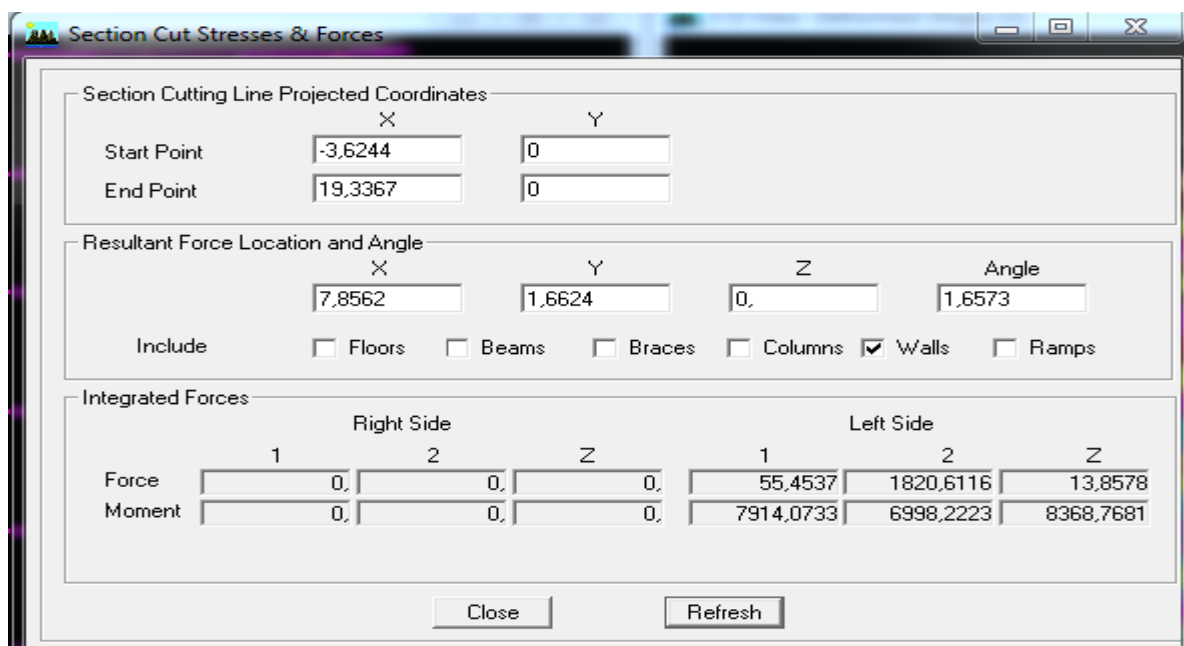 Section Cut Stresses & Forces
Section Cutting Line Projected Coordinates
X Y
Start Point -3,6244 0
End Point 19,3367 0
Resultant Force Location and Angle
X Y Z Angle
7,8562 1,6624 0, 1,6573
Include Floors Beams Braces Columns Walls Ramps
Integrated Forces
Right Side Left Side
1 2 Z 1 2 Z
Force 0, 0, 0, 55,4537 1820,6116 13,8578
Moment 0, 0, 0, 7914,0733 6998,2223 8368,7681
Close Refresh